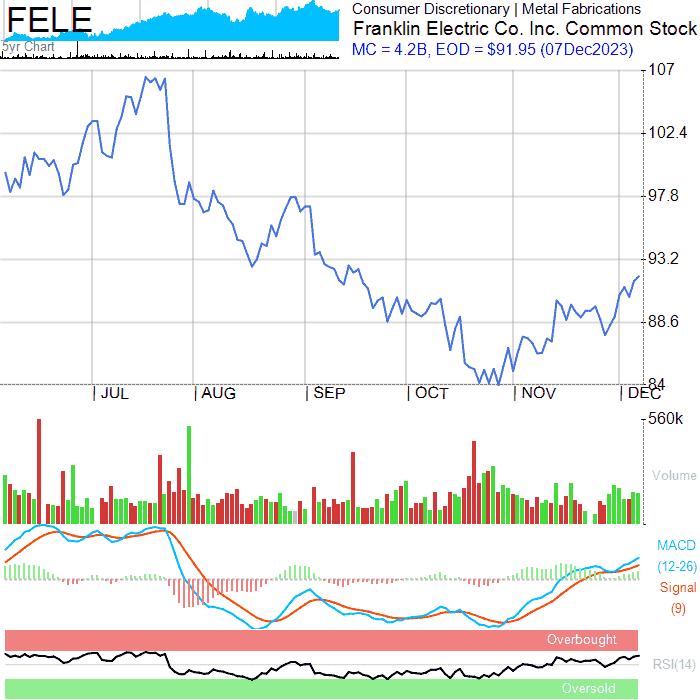 FELE
5yr Chart
Consumer Discretionary | Metal Fabrications
Franklin Electric Co. Inc. Common Stock
MC = 4.2B, EOD = $91.95 (07Dec2023)
107
102.4
97.8
93.2
88.6
84
JUL AUG SEP OCT NOV DEC
560k
Volume
MACD
(12-26)
Signal
(9)
Overbought
RSI(14)
Oversold